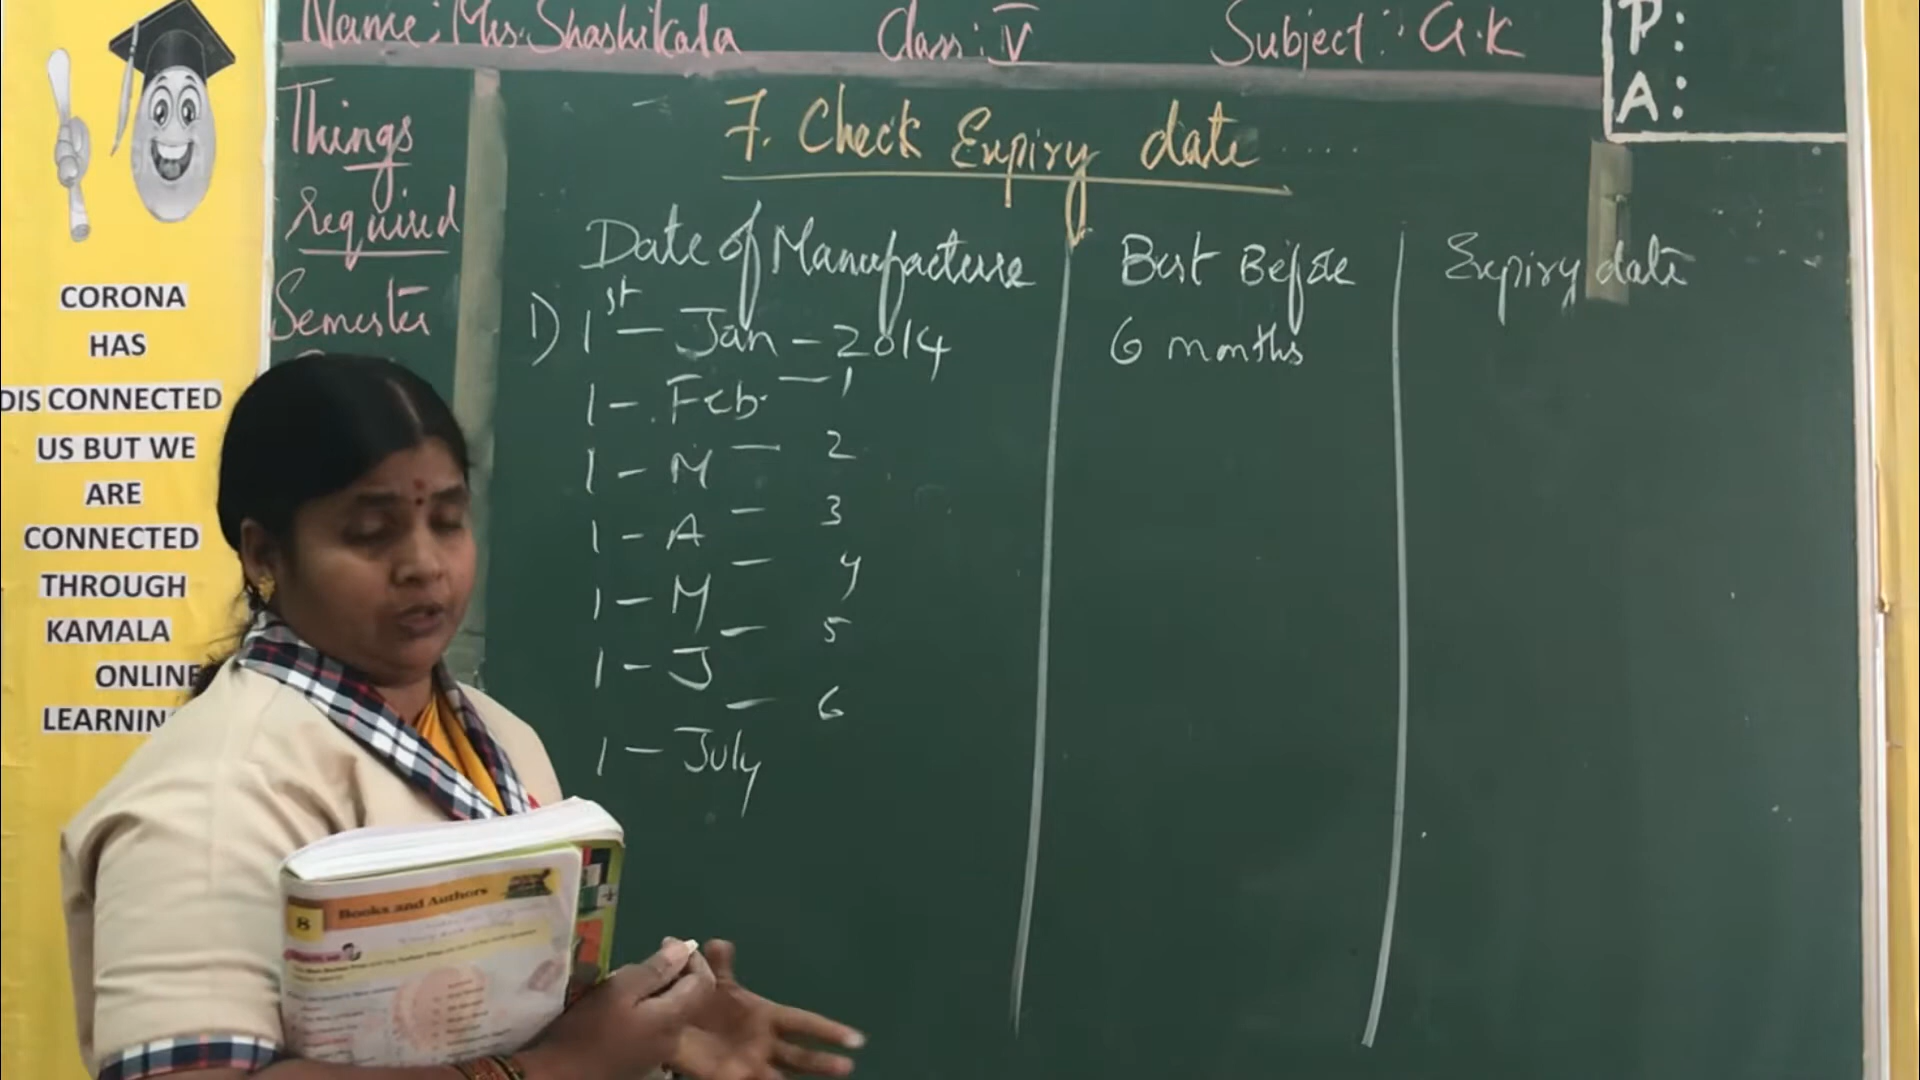 Name: Mrs. Shashikala Class: V Subject: G.K
P:
A:
Things
required
Semester
7. Check Expiry date ....
Date of Manufacture Best Before Expiry date
1) 1st - Jan - 2014 6 months
1 - Feb. - 1
1 - M - 2
1 - A - 3
1 - M - 4
1 - J - 5
- 6
1 - July
CORONA
HAS
DIS CONNECTED
US BUT WE
ARE
CONNECTED
THROUGH
KAMALA
ONLINE
LEARNIN
8 Books and Authors